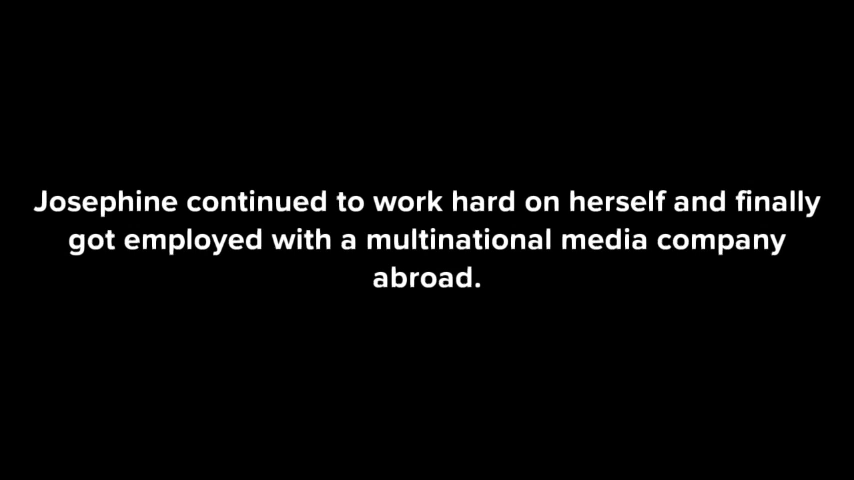 Josephine continued to work hard on herself and finally
got employed with a multinational media company
abroad.